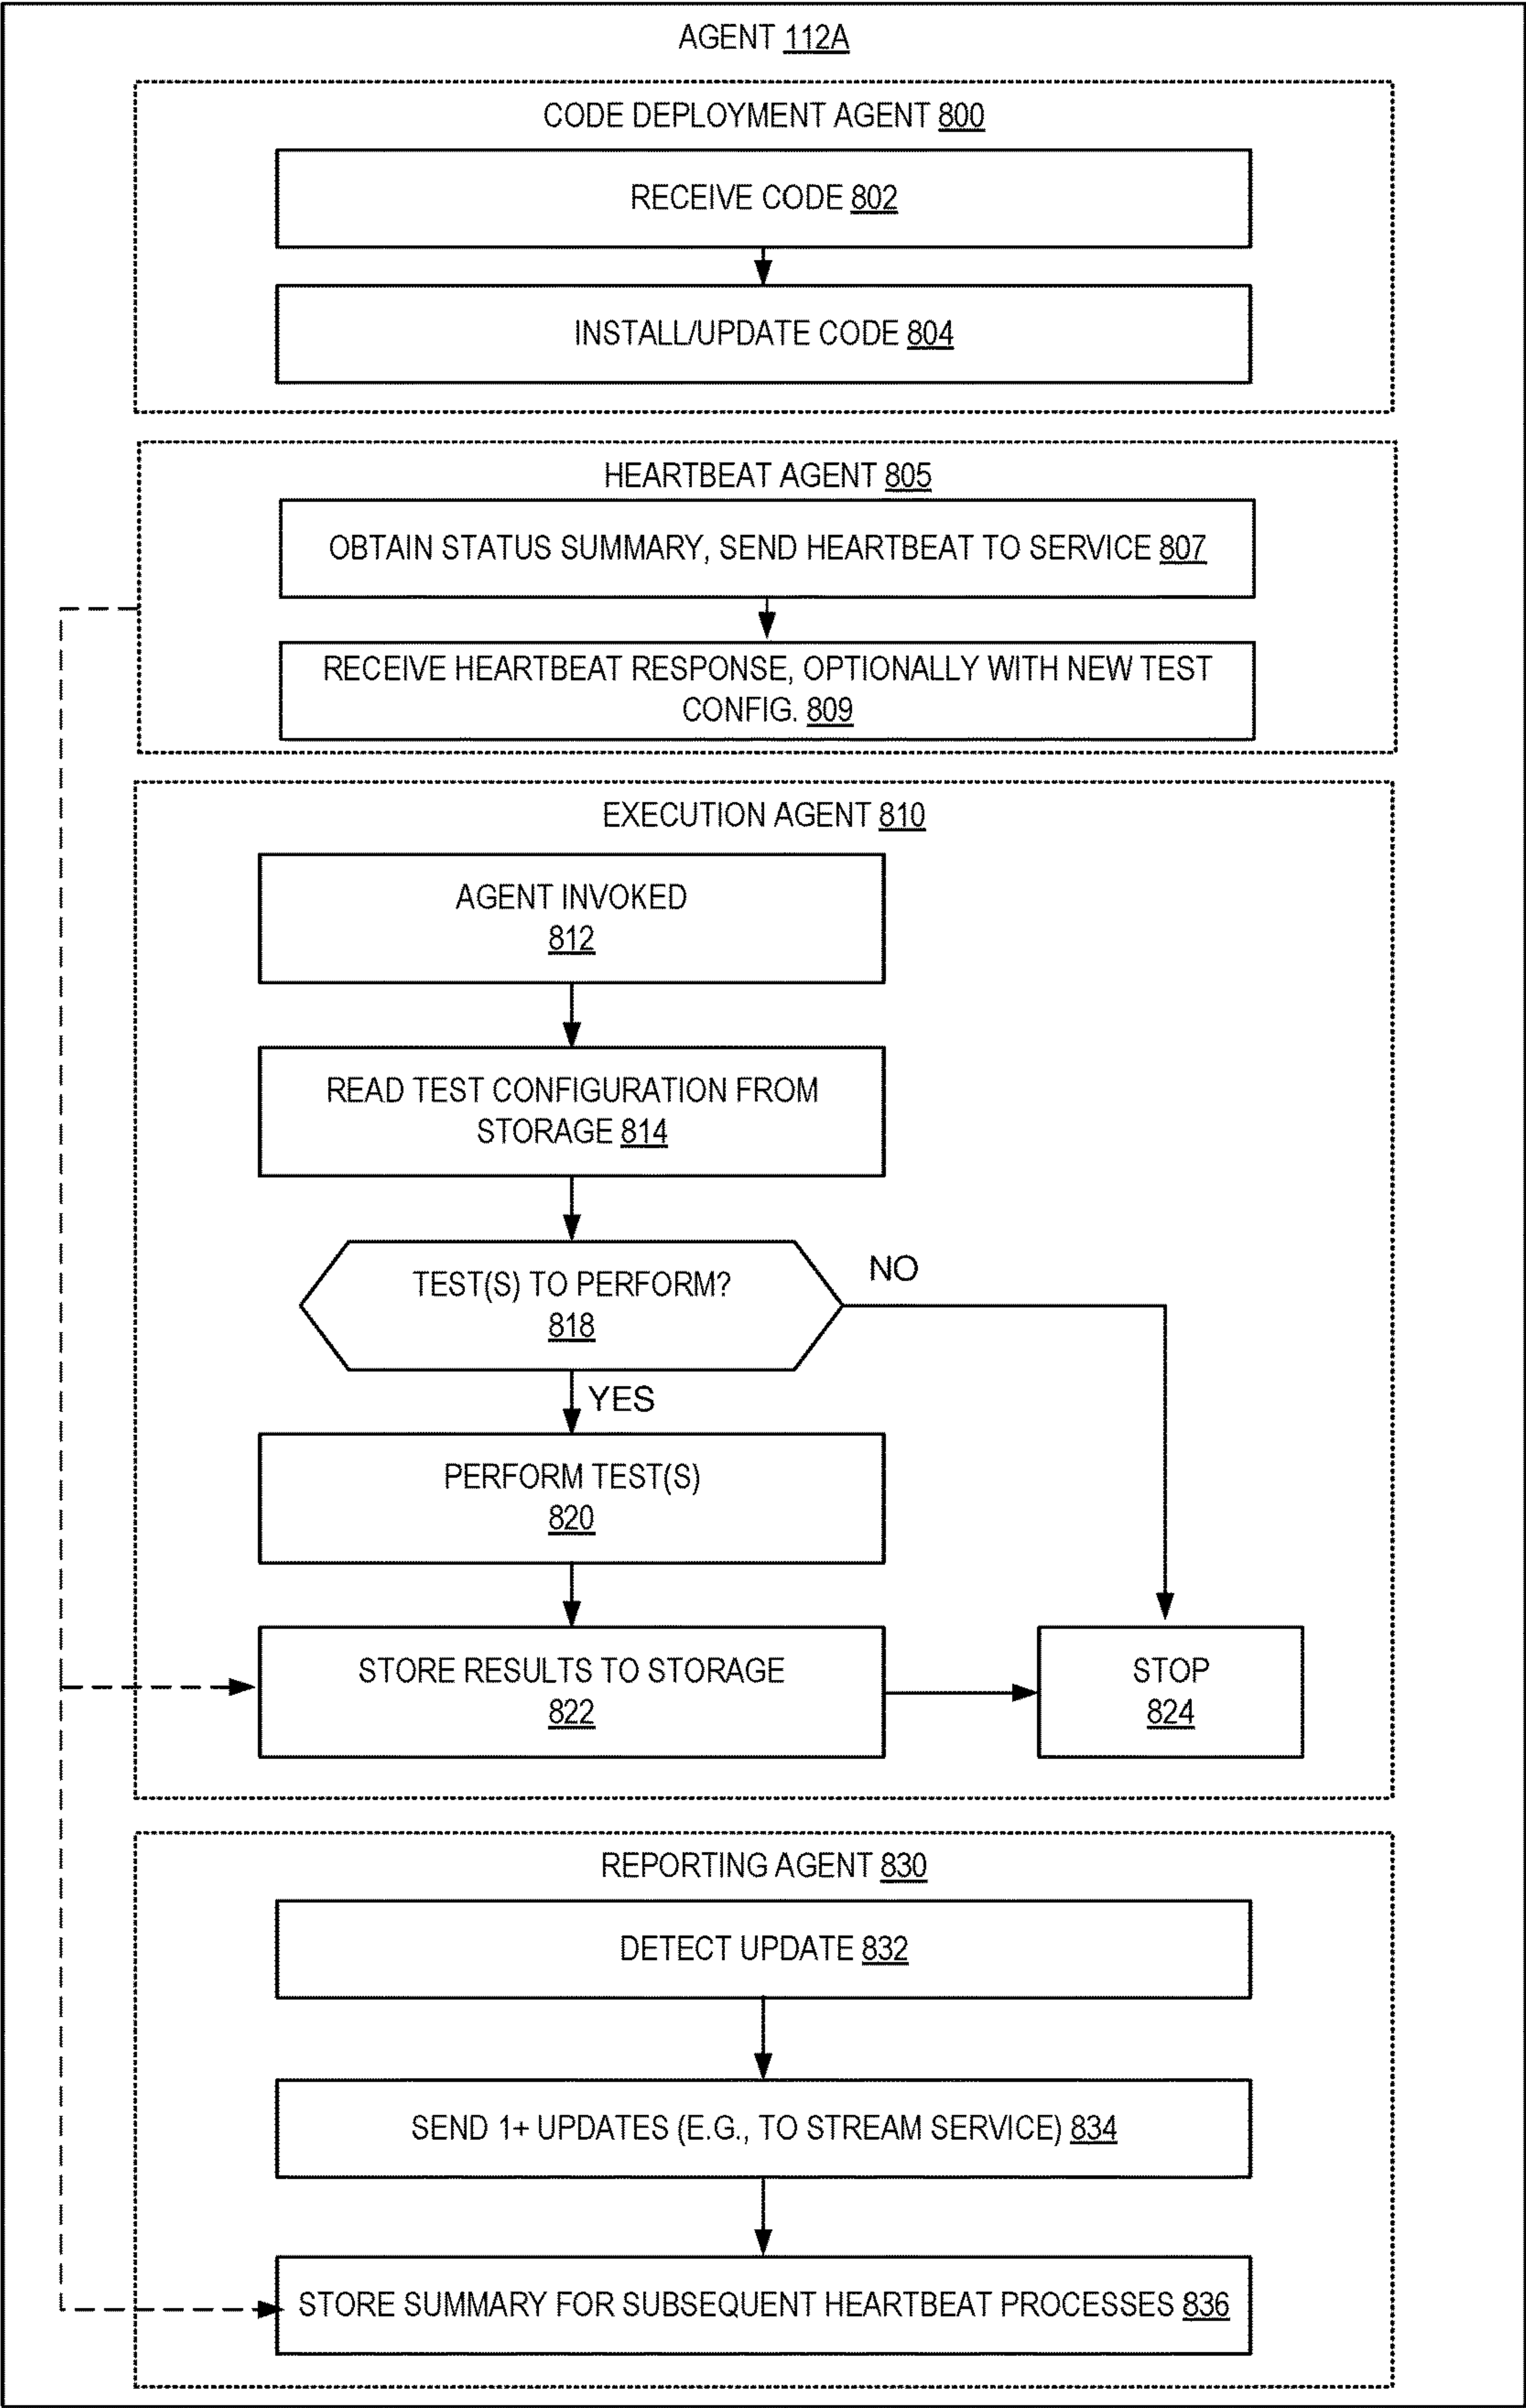 AGENT 112A
CODE DEPLOYMENT AGENT 800
RECEIVE CODE 802
INSTALL/UPDATE CODE 804
HEARTBEAT AGENT 805
OBTAIN STATUS SUMMARY, SEND HEARTBEAT TO SERVICE 807
RECEIVE HEARTBEAT RESPONSE, OPTIONALLY WITH NEW TEST
CONFIG. 809
EXECUTION AGENT 810
AGENT INVOKED
812
READ TEST CONFIGURATION FROM
STORAGE 814
TEST(S) TO PERFORM?
818
NO
YES
PERFORM TEST(S)
820
STORE RESULTS TO STORAGE
822
STOP
824
REPORTING AGENT 830
DETECT UPDATE 832
SEND 1+ UPDATES (E.G., TO STREAM SERVICE) 834
STORE SUMMARY FOR SUBSEQUENT HEARTBEAT PROCESSES 836